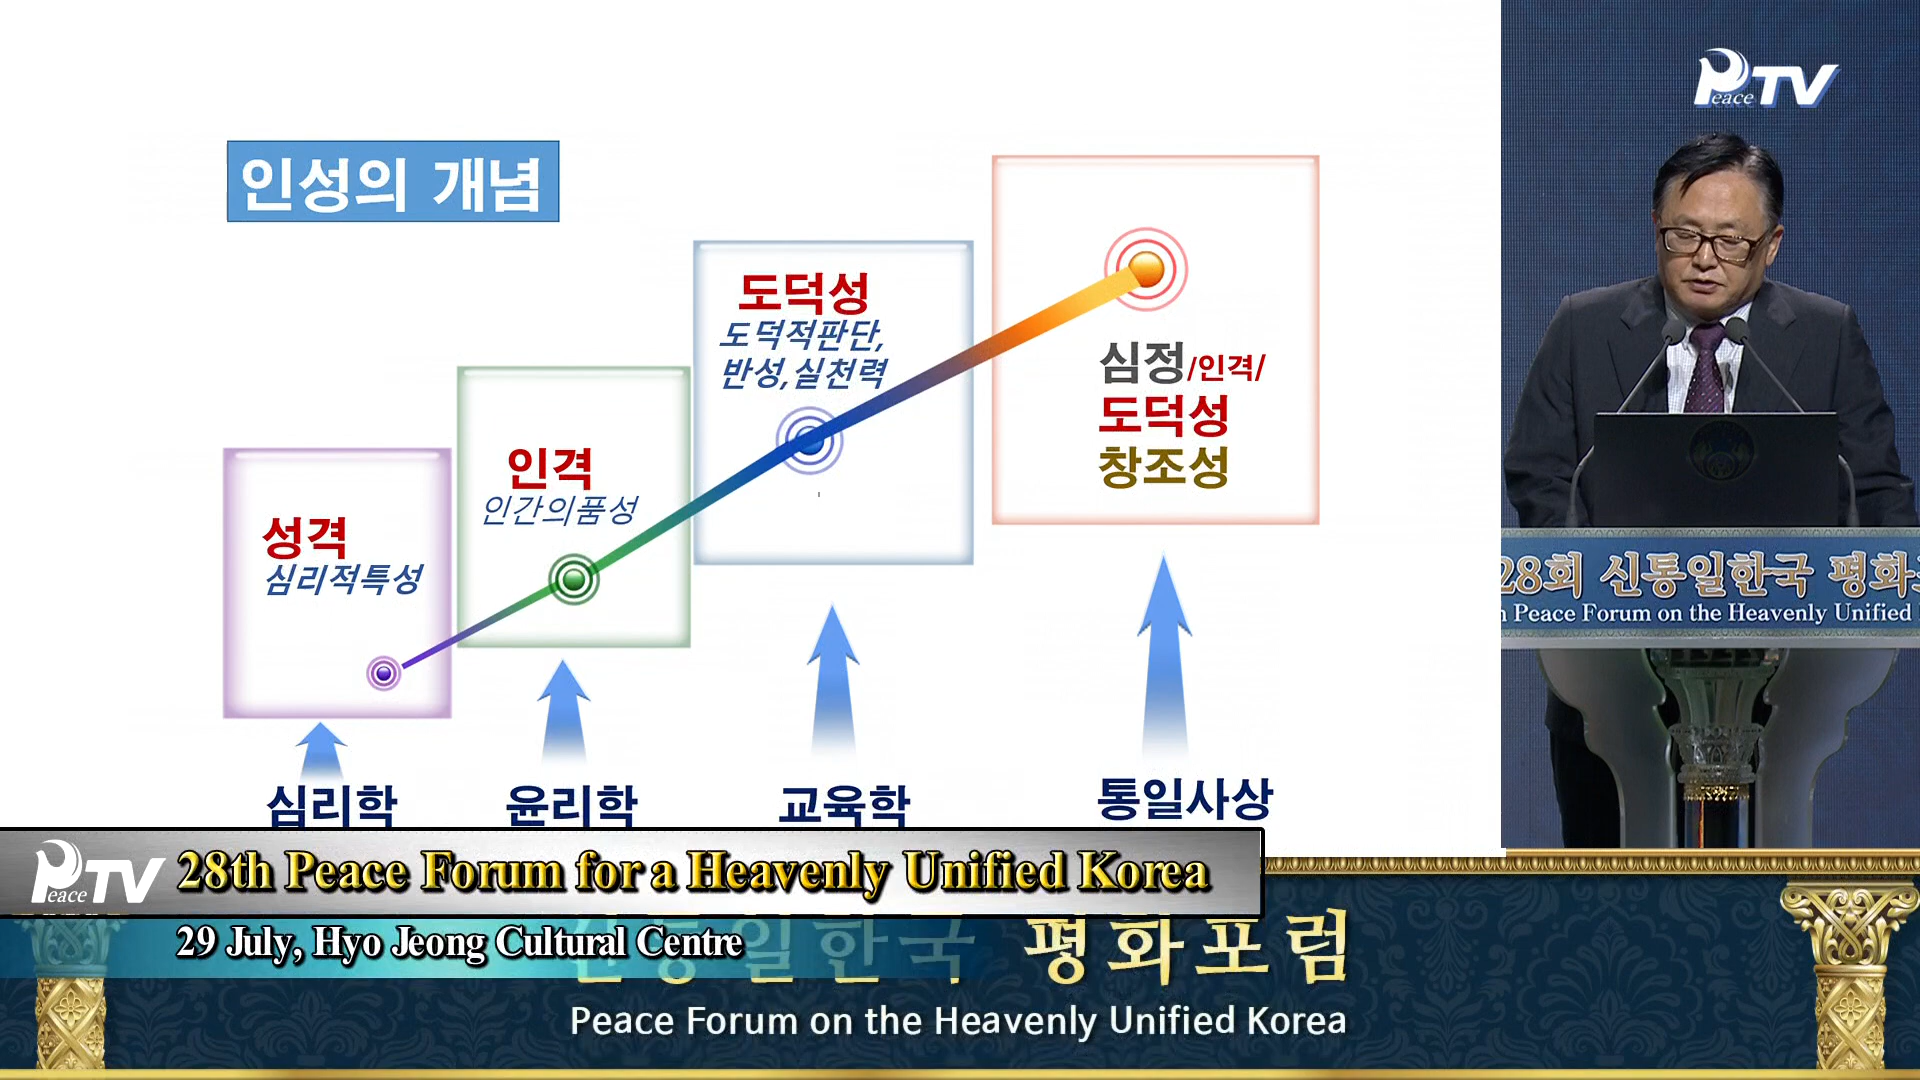 인성의 개념
성격
심리적특성
인격
인간의품성
도덕성
도덕적판단,
반성,실천력
심정/인격/
도덕성
창조성
심리학
윤리학
교육학
통일사상
Peace TV
28회 신통일한국 평화
Peace Forum on the Heavenly Unified
Peace TV
28th Peace Forum for a Heavenly Unified Korea
29 July, Hyo Jeong Cultural Centre
신통일한국 평화포럼
Peace Forum on the Heavenly Unified Korea